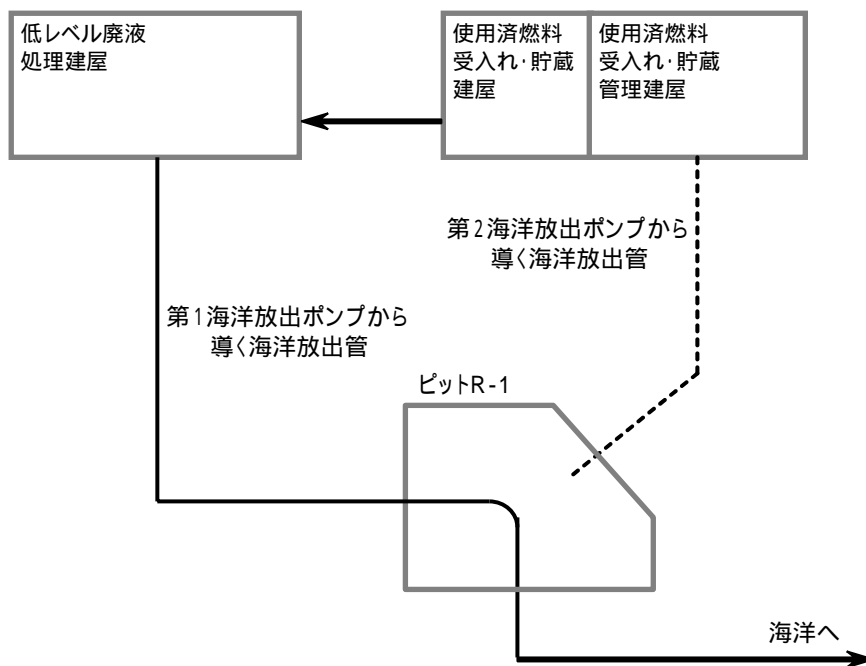 低レベル廃液
処理建屋
使用済燃料
受入れ･貯蔵
建屋
使用済燃料
受入れ･貯蔵
管理建屋
第2海洋放出ポンプから
導く海洋放出管
第1海洋放出ポンプから
導く海洋放出管
ピットR-1
海洋へ